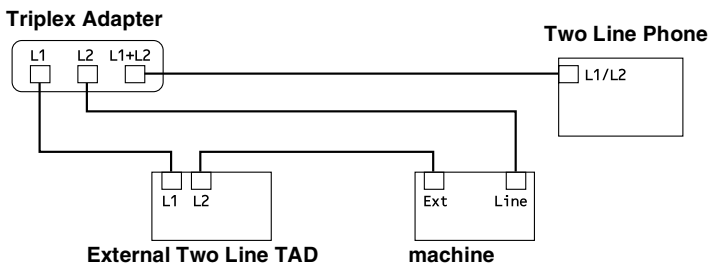 Triplex Adapter
Two Line Phone
L1 L2 L1+L2
L1/L2
L1 L2
Ext Line
External Two Line TAD
machine